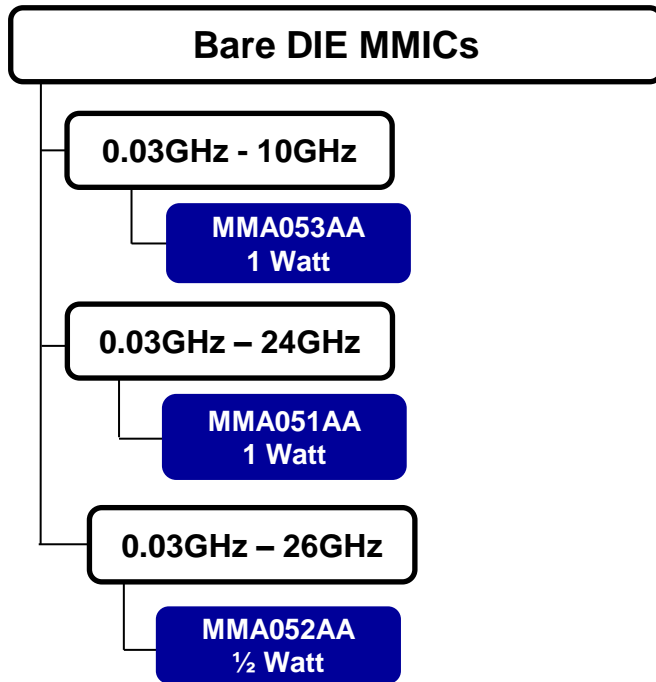 Bare DIE MMICs
0.03GHz - 10GHz
MMA053AA
1 Watt
0.03GHz – 24GHz
MMA051AA
1 Watt
0.03GHz – 26GHz
MMA052AA
½ Watt